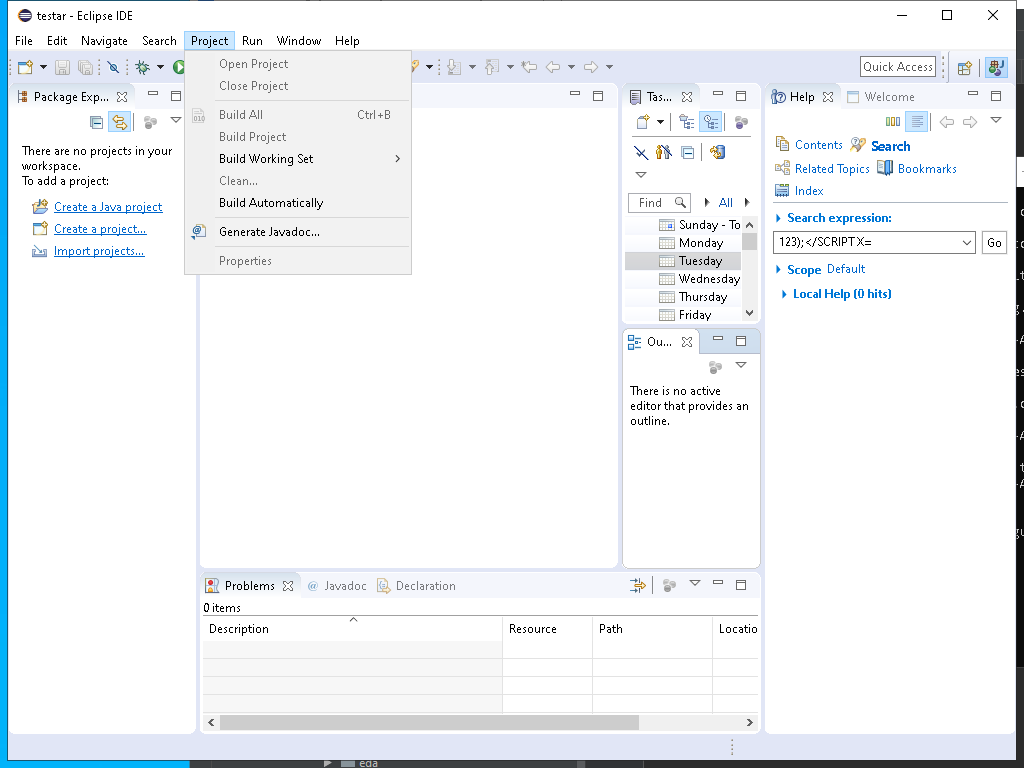 testar - Eclipse IDE
File Edit Navigate Search Project Run Window Help
Quick Access
Package Exp...
There are no projects in your
workspace.
To add a project:
Create a Java project
Create a project...
Import projects...
Open Project
Close Project
Build All Ctrl+B
Build Project
Build Working Set
Clean...
Build Automatically
Generate Javadoc...
Properties
Tas...
Find
All
Sunday - To
Monday
Tuesday
Wednesday
Thursday
Friday
Ou...
There is no active
editor that provides an
outline.
Help Welcome
Contents Search
Related Topics Bookmarks
Index
Search expression:
123);</SCRIPT X= Go
Scope Default
Local Help (0 hits)
Problems @ Javadoc Declaration
0 items
Description Resource Path Locatio
eda